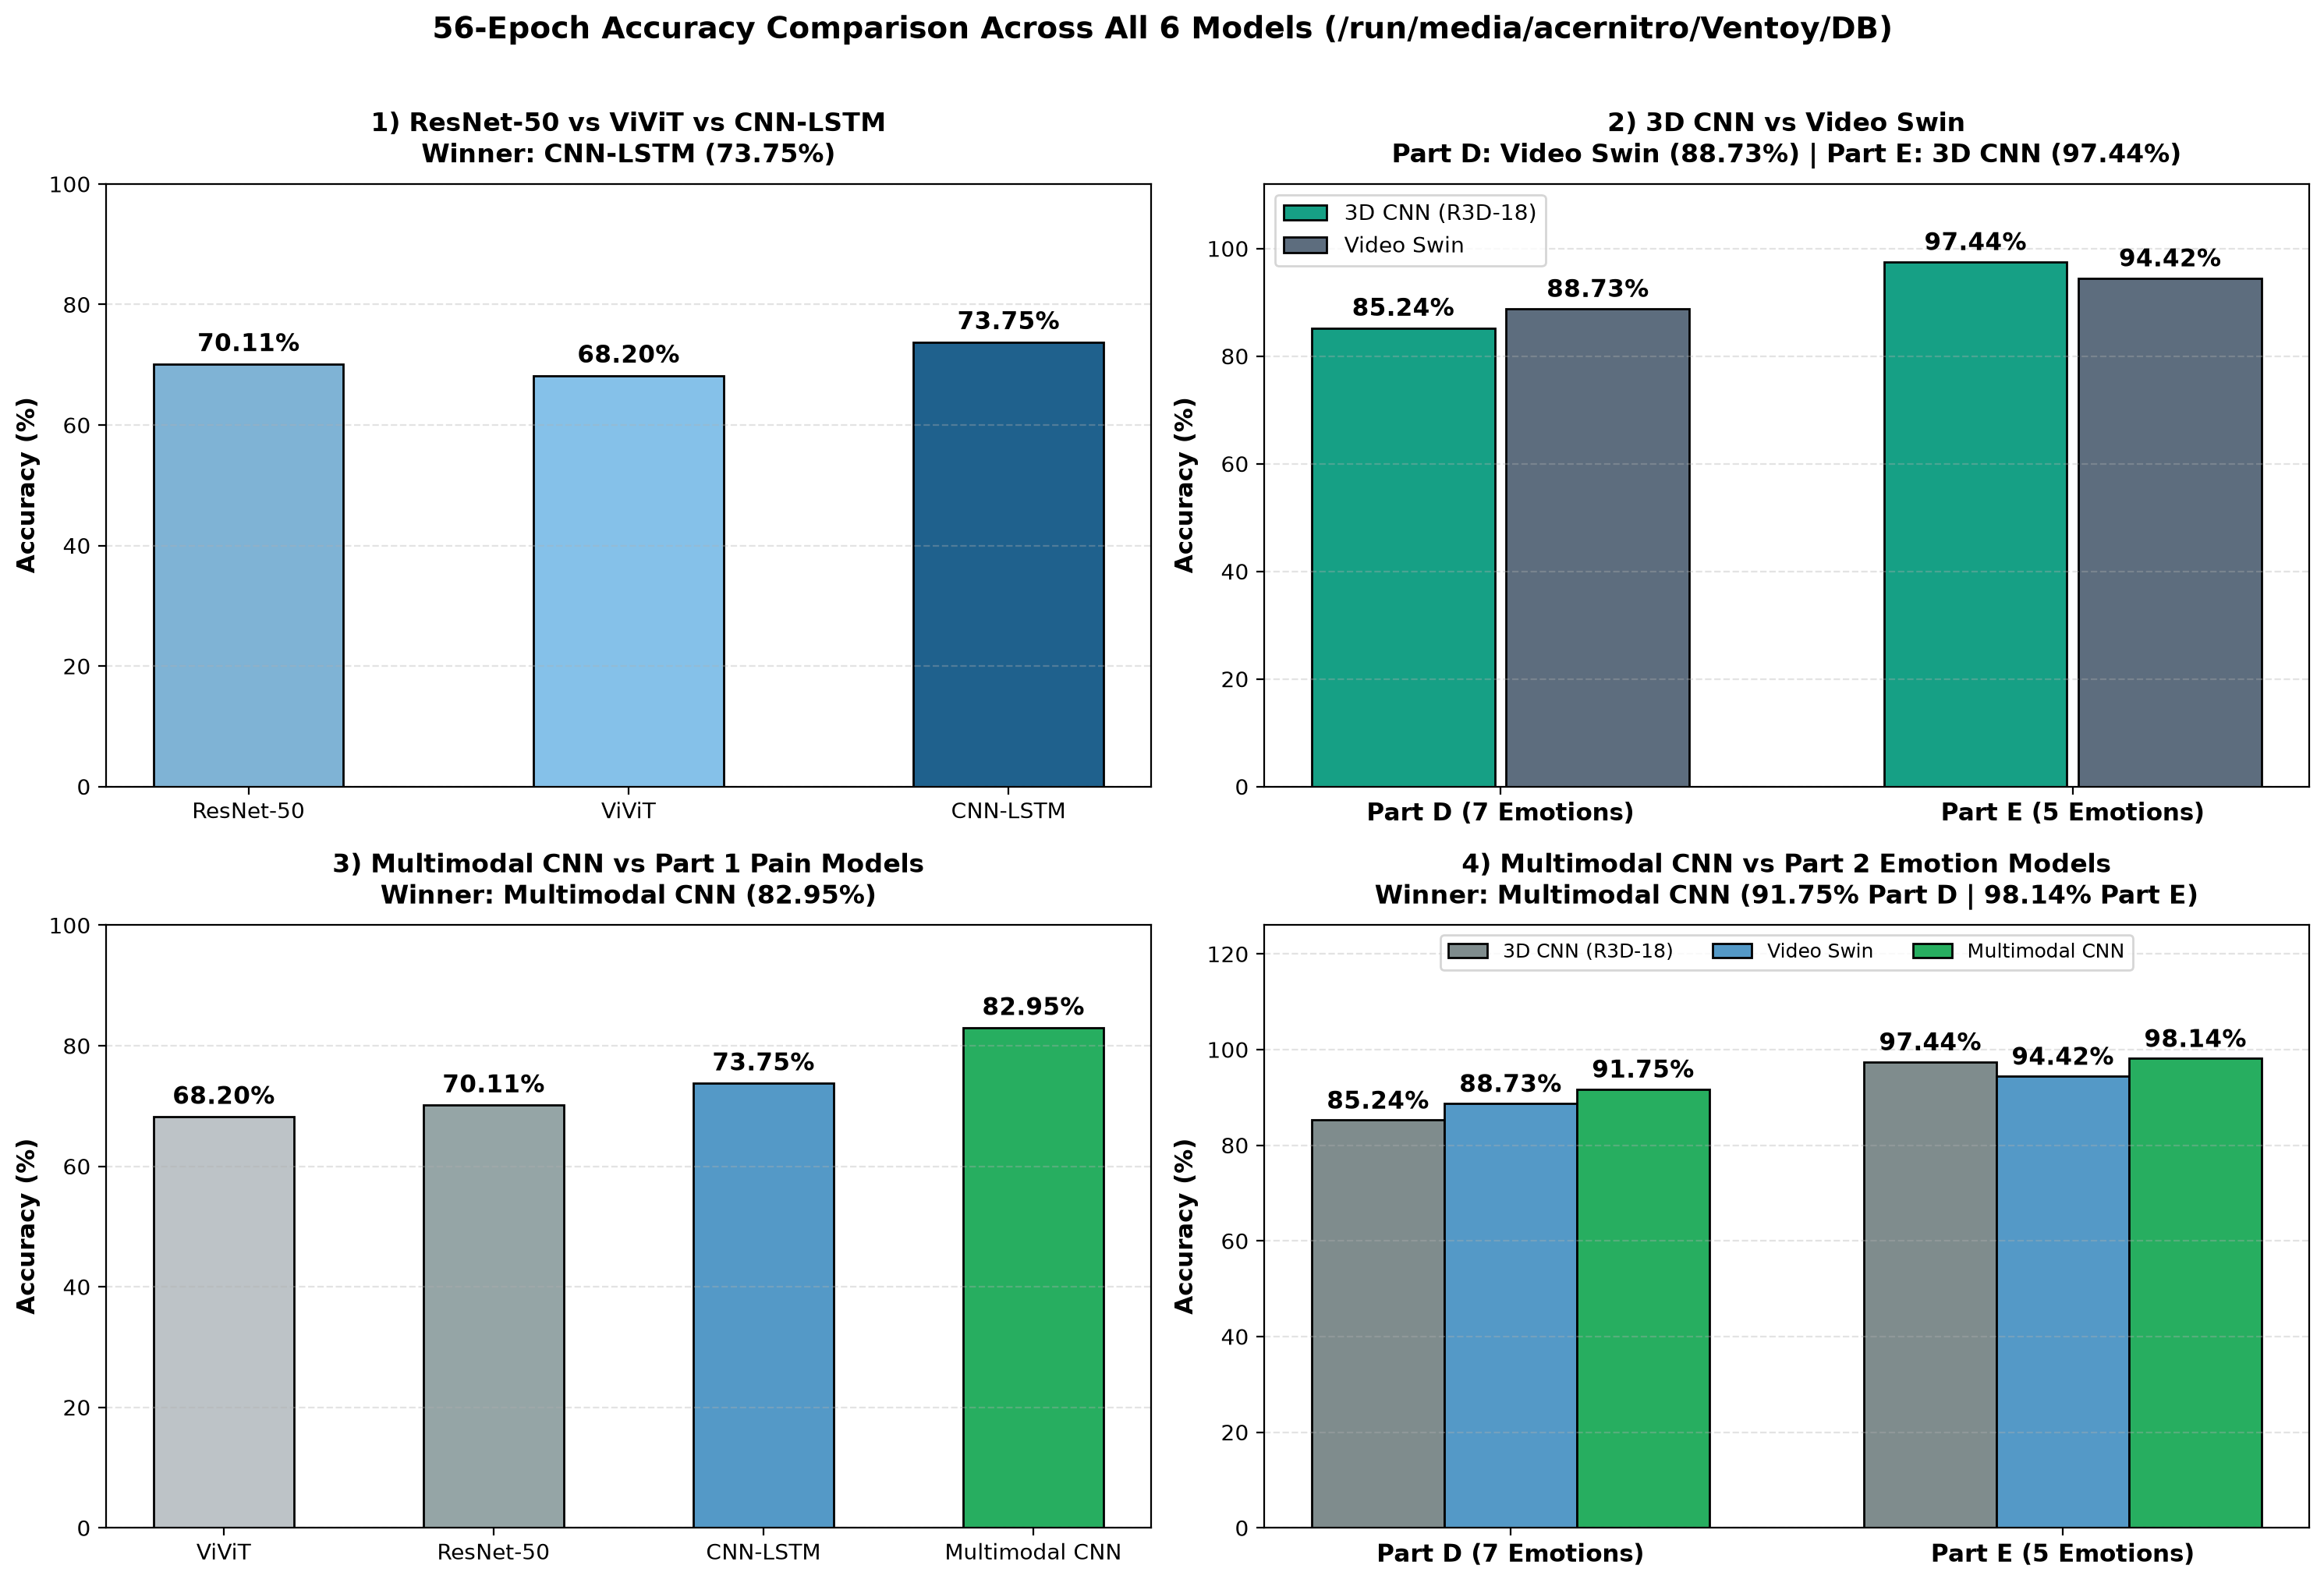 56-Epoch Accuracy Comparison Across All 6 Models (/run/media/acernitro/Ventoy/DB)
1) ResNet-50 vs ViViT vs CNN-LSTM
Winner: CNN-LSTM (73.75%)
Accuracy (%)
100
80
60
40
20
0
70.11%
68.20%
73.75%
ResNet-50
ViViT
CNN-LSTM
2) 3D CNN vs Video Swin
Part D: Video Swin (88.73%) | Part E: 3D CNN (97.44%)
3D CNN (R3D-18)
Video Swin
Accuracy (%)
100
80
60
40
20
0
85.24%
88.73%
97.44%
94.42%
Part D (7 Emotions)
Part E (5 Emotions)
3) Multimodal CNN vs Part 1 Pain Models
Winner: Multimodal CNN (82.95%)
Accuracy (%)
100
80
60
40
20
0
68.20%
70.11%
73.75%
82.95%
ViViT
ResNet-50
CNN-LSTM
Multimodal CNN
4) Multimodal CNN vs Part 2 Emotion Models
Winner: Multimodal CNN (91.75% Part D | 98.14% Part E)
3D CNN (R3D-18)
Video Swin
Multimodal CNN
Accuracy (%)
120
100
80
60
40
20
0
85.24%
88.73%
91.75%
97.44%
94.42%
98.14%
Part D (7 Emotions)
Part E (5 Emotions)